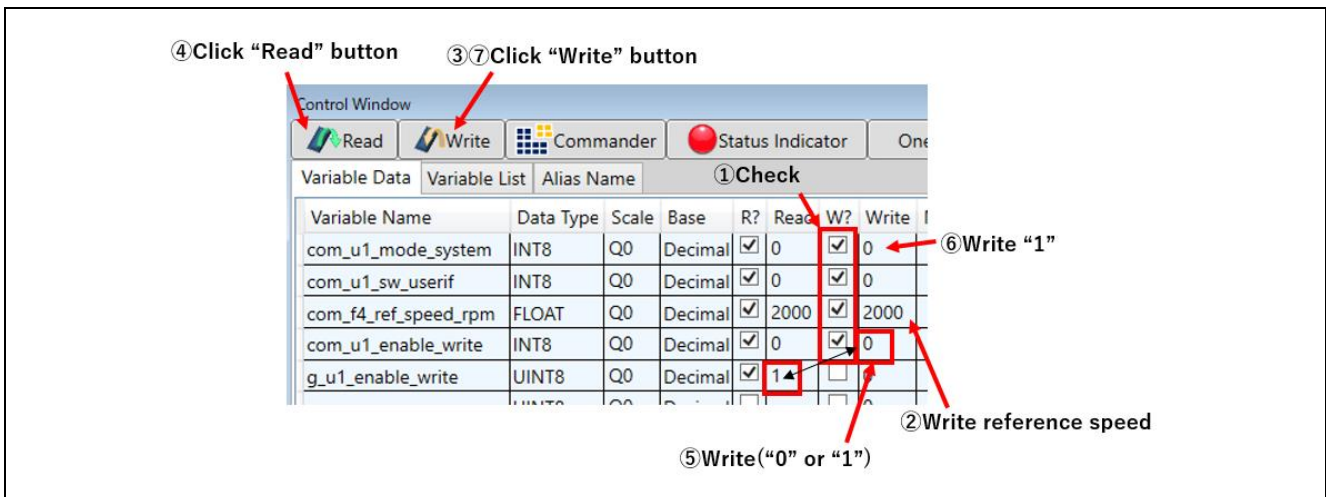 ④Click “Read” button
③⑦Click “Write” button
Control Window
Read Write Commander Status Indicator One
Variable Data Variable List Alias Name
①Check
Variable Name Data Type Scale Base R? Read W? Write
com_u1_mode_system INT8 Q0 Decimal 0 0
⑥Write “1”
com_u1_sw_userif INT8 Q0 Decimal 0 0
com_f4_ref_speed_rpm FLOAT Q0 Decimal 2000 2000
com_u1_enable_write INT8 Q0 Decimal 0 0
g_u1_enable_write UINT8 Q0 Decimal 1
②Write reference speed
⑤Write(“0” or “1”)